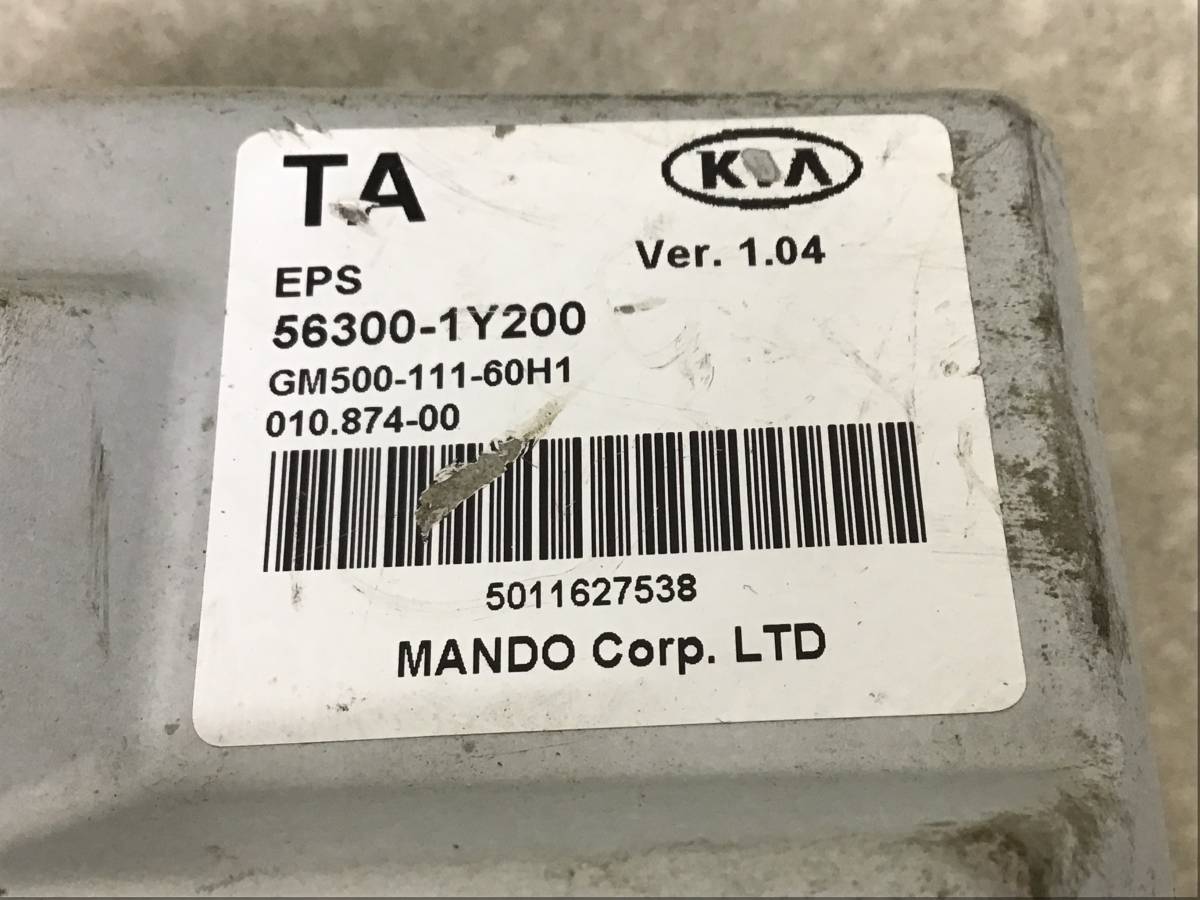 TA
KIA
Ver. 1.04
EPS
56300-1Y200
GM500-111-60H1
010.874-00
5011627538
MANDO Corp. LTD